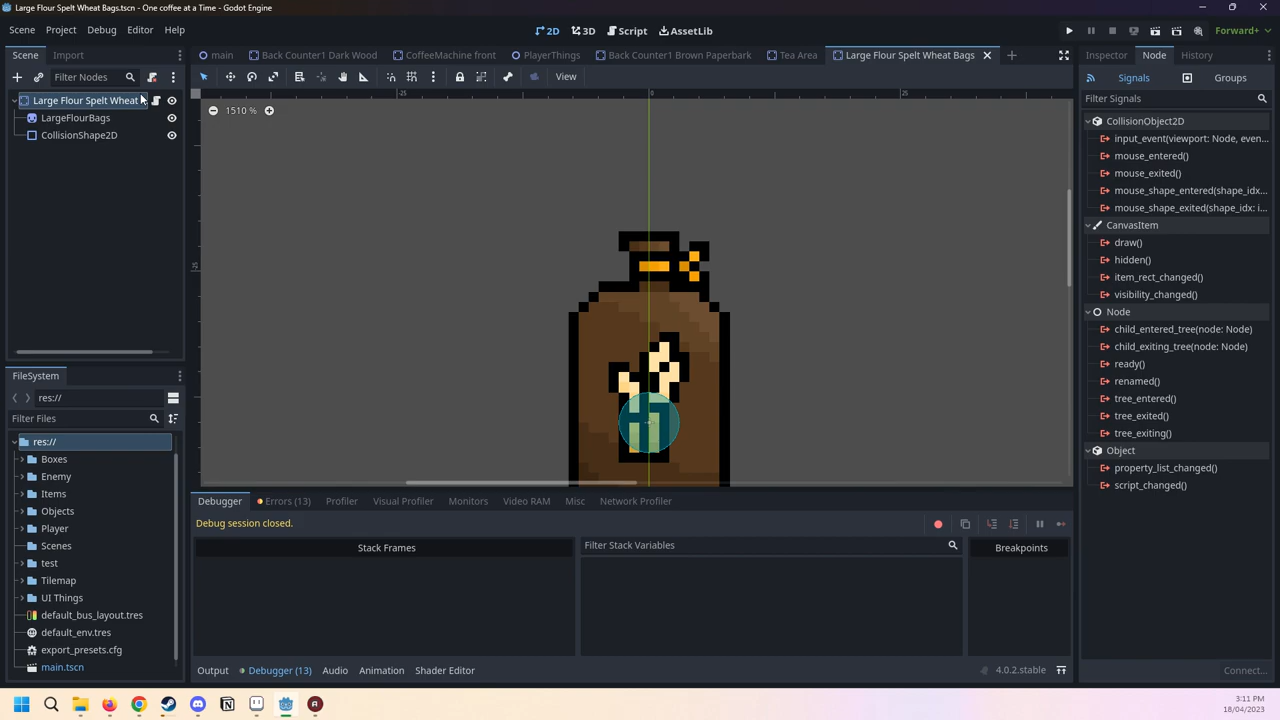 Large Flour Spelt Wheat Bags.tscn - One coffee at a Time - Godot Engine
Scene Project Debug Editor Help
2D 3D Script AssetLib
Forward+
Scene Import
main Back Counter1 Dark Wood CoffeeMachine front PlayerThings Back Counter1 Brown Paperbark Tea Area Large Flour Spelt Wheat Bags
Inspector Node History
Filter Nodes
View
Signals Groups
Filter Signals
Large Flour Spelt Wheat
LargeFlourBags
CollisionShape2D
-25 0 25
1510 %
CollisionObject2D
input_event(viewport: Node, even...
mouse_entered()
mouse_exited()
mouse_shape_entered(shape_idx...
mouse_shape_exited(shape_idx: i...
CanvasItem
draw()
hidden()
item_rect_changed()
visibility_changed()
Node
child_entered_tree(node: Node)
child_exiting_tree(node: Node)
ready()
renamed()
tree_entered()
tree_exited()
tree_exiting()
Object
property_list_changed()
script_changed()
FileSystem
res://
Filter Files
res://
Boxes
Enemy
Items
Objects
Player
Scenes
test
Tilemap
UI Things
default_bus_layout.tres
default_env.tres
export_presets.cfg
main.tscn
Debugger Errors (13) Profiler Visual Profiler Monitors Video RAM Misc Network Profiler
Debug session closed.
Stack Frames
Filter Stack Variables
Breakpoints
Output Debugger (13) Audio Animation Shader Editor
4.0.2.stable
Connect...
3:11 PM
18/04/2023